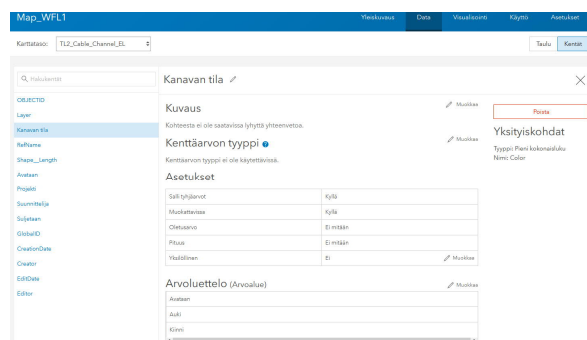 Map_WFL1
Yleiskuvaus Data Visualisointi Käyttö Asetukset
Karttataso: TL2_Cable_Channel_EL
Taulu Kentät
Hakukentät
OBJECTID
Layer
Kanavan tila
RefName
Shape__Length
Avataan
Projekti
Suunnittelija
Suljetaan
GlobalID
CreationDate
Creator
EditDate
Editor
Kanavan tila
Kuvaus
Muokkaa
Kohteesta ei ole saatavissa lyhyttä yhteenvetoa.
Kenttäarvon tyyppi
Muokkaa
Kenttäarvon tyyppi ei ole käytettävissä.
Asetukset
Salli tyhjäarvot Kyllä
Muokattavissa Kyllä
Oletusarvo Ei mitään
Pituus Ei mitään
Yksilöllinen Ei Muokkaa
Arvoluettelo (Arvoalue)
Muokkaa
Avataan
Auki
Kiinni
Poista
Yksityiskohdat
Tyyppi: Pieni kokonaisluku
Nimi: Color